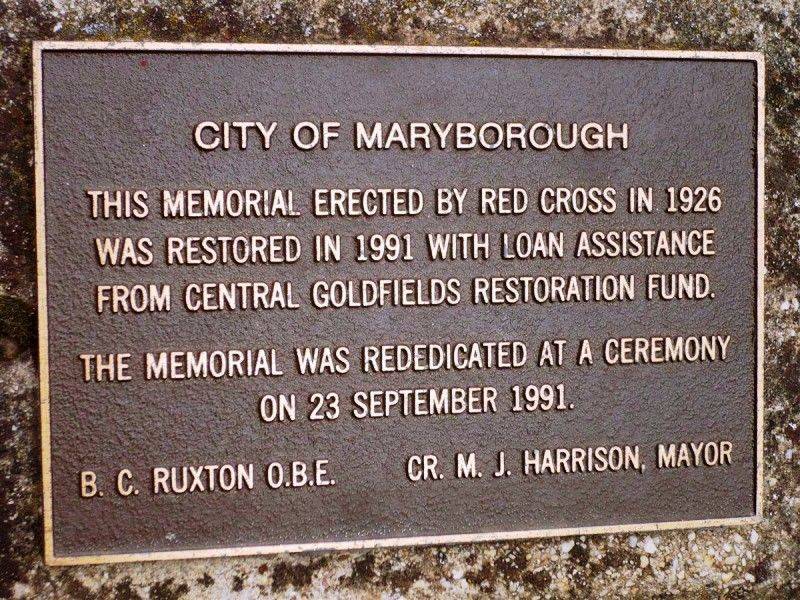 CITY OF MARYBOROUGH
THIS MEMORIAL ERECTED BY RED CROSS IN 1926
WAS RESTORED IN 1991 WITH LOAN ASSISTANCE
FROM CENTRAL GOLDFIELDS RESTORATION FUND.
THE MEMORIAL WAS REDEDICATED AT A CEREMONY
ON 23 SEPTEMBER 1991.
B. C. RUXTON O.B.E. CR. M. J. HARRISON, MAYOR